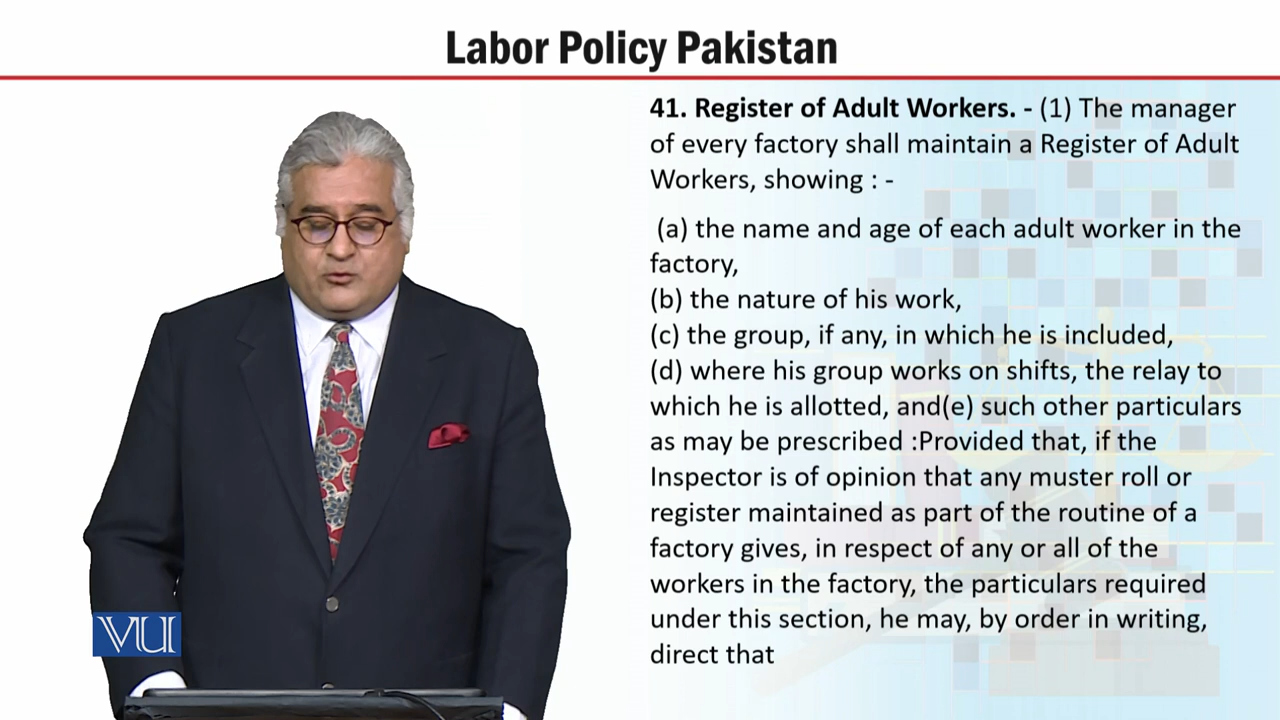 Labor Policy Pakistan
41. Register of Adult Workers. - (1) The manager
of every factory shall maintain a Register of Adult
Workers, showing : -
(a) the name and age of each adult worker in the
factory,
(b) the nature of his work,
(c) the group, if any, in which he is included,
(d) where his group works on shifts, the relay to
which he is allotted, and(e) such other particulars
as may be prescribed :Provided that, if the
Inspector is of opinion that any muster roll or
register maintained as part of the routine of a
factory gives, in respect of any or all of the
workers in the factory, the particulars required
under this section, he may, by order in writing,
direct that
VU